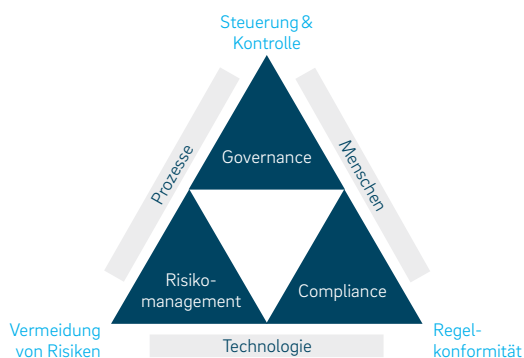 Steuerung &
Kontrolle
Prozesse
Menschen
Governance
Risiko-
management
Compliance
Vermeidung
von Risiken
Technologie
Regel-
konformität